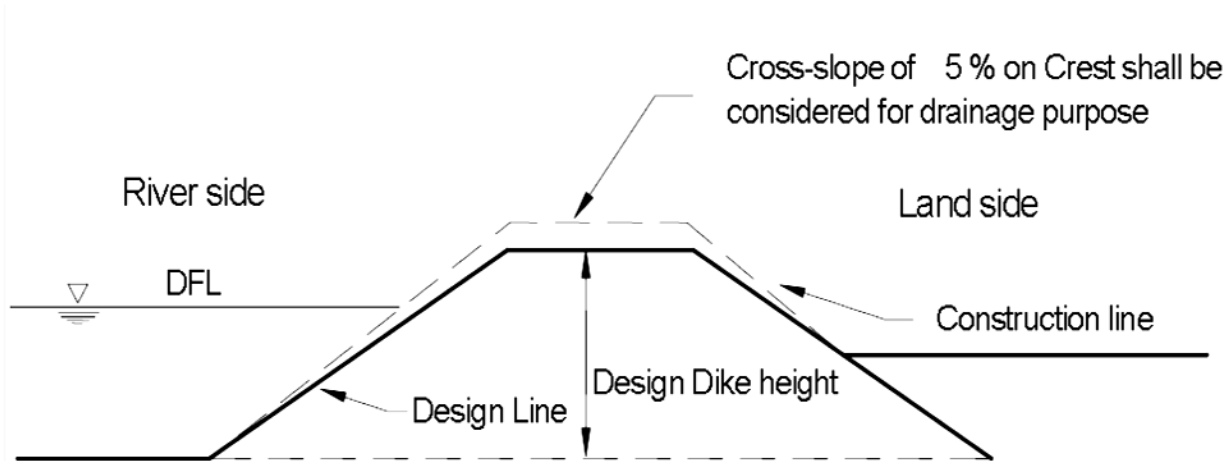 Cross-slope of 5 % on Crest shall be
considered for drainage purpose
River side
Land side
DFL
Construction line
Design Dike height
Design Line